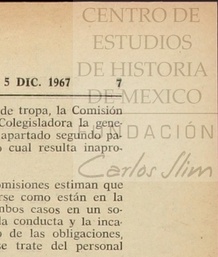 CENTRO DE
ESTUDIOS
DE HISTORIA
DE MEXICO
FUNDACIÓN
Carlos Slim
5 DIC. 1967 7
de tropa, la Comisión
Colegisladora la gene-
apartado segundo pá-
cual resulta inapro-
omisiones estiman que
rse como están en la
mbos casos en un so-
la conducta y la inca-
o de las obligaciones,
se trate del personal